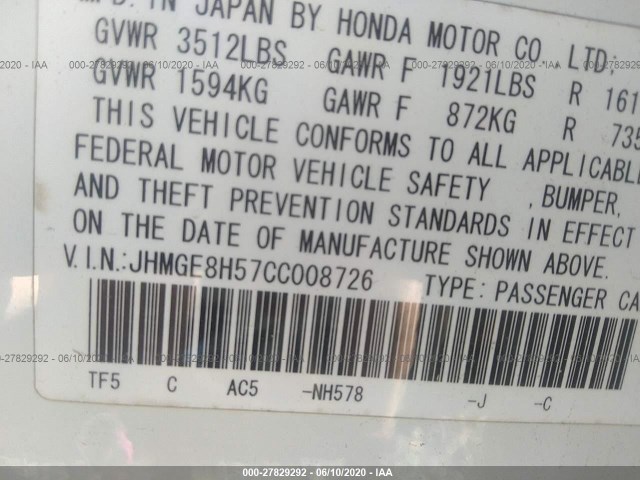 MFD. IN JAPAN BY HONDA MOTOR CO. LTD;
GVWR 3512LBS GAWR F 1921LBS R 161
GVWR 1594KG GAWR F 872KG R 735
THIS VEHICLE CONFORMS TO ALL APPLICABLE
FEDERAL MOTOR VEHICLE SAFETY , BUMPER,
AND THEFT PREVENTION STANDARDS IN EFFECT
ON THE DATE OF MANUFACTURE SHOWN ABOVE.
V.I.N.:JHMGE8H57CC008726 TYPE: PASSENGER CA
TF5 C AC5 -NH578 -J -C
000-27829292 - 06/10/2020 - IAA